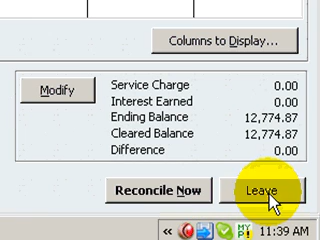 Columns to Display...
Modify
Service Charge 0.00
Interest Earned 0.00
Ending Balance 12,774.87
Cleared Balance 12,774.87
Difference 0.00
Reconcile Now
Leave
« MY P! 11:39 AM